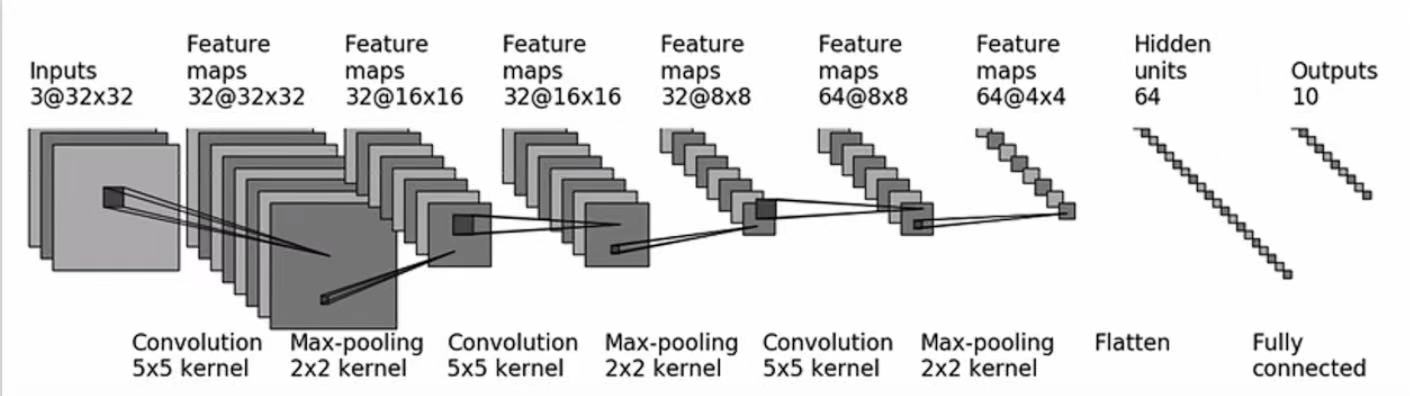 Inputs
3@32x32
Feature
maps
32@32x32
Feature
maps
32@16x16
Feature
maps
32@16x16
Feature
maps
32@8x8
Feature
maps
64@8x8
Feature
maps
64@4x4
Hidden
units
64
Outputs
10
Convolution
5x5 kernel
Max-pooling
2x2 kernel
Convolution
5x5 kernel
Max-pooling
2x2 kernel
Convolution
5x5 kernel
Max-pooling
2x2 kernel
Flatten
Fully
connected